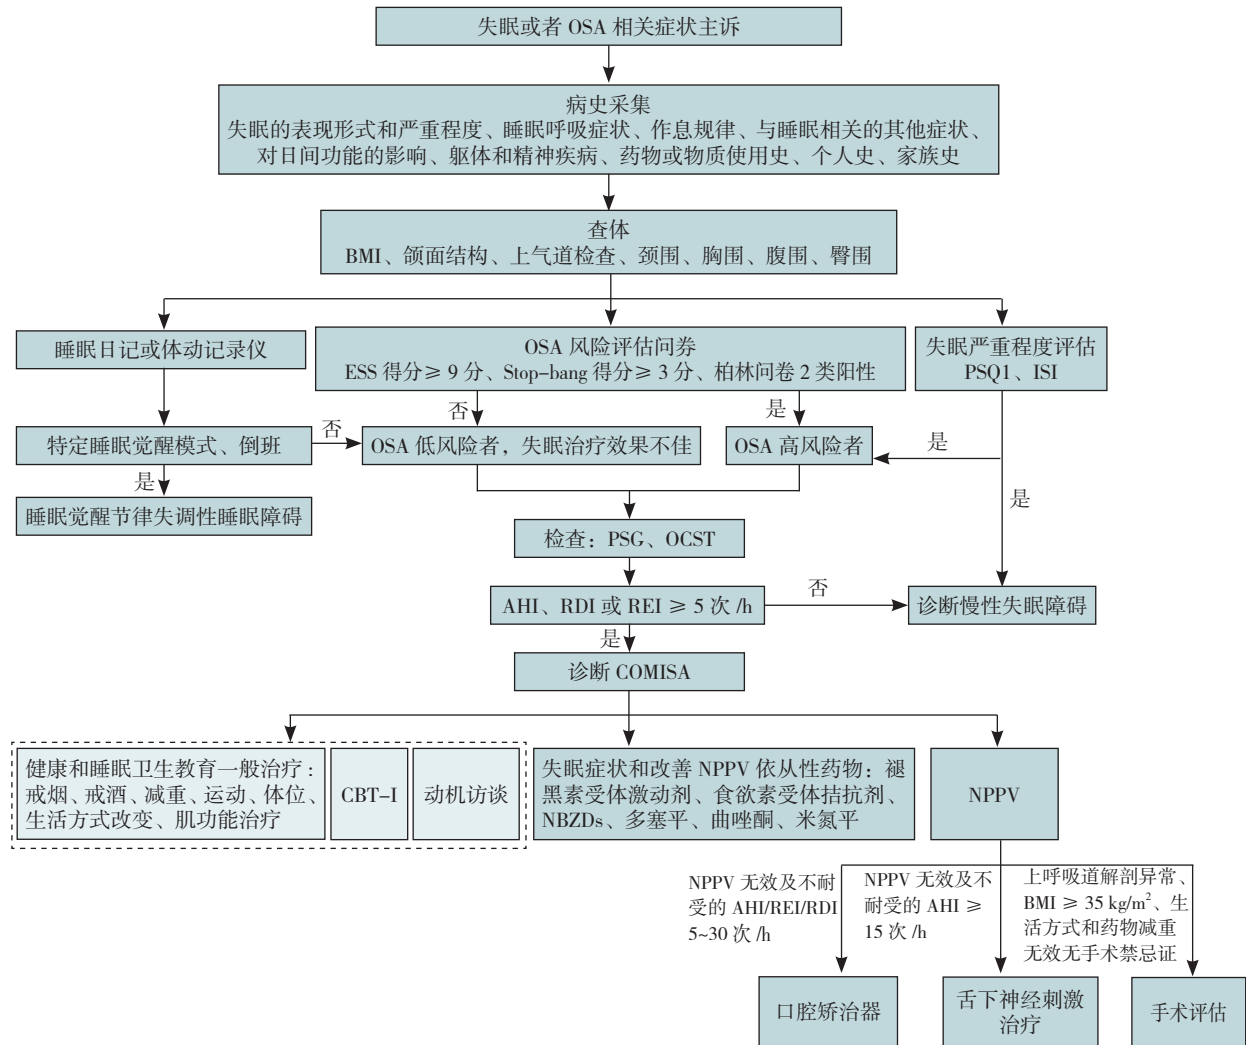 失眠或者 OSA 相关症状主诉
病史采集
失眠的表现形式和严重程度、睡眠呼吸症状、作息规律、与睡眠相关的其他症状、
对日间功能的影响、躯体和精神疾病、药物或物质使用史、个人史、家族史
查体
BMI、颌面结构、上气道检查、颈围、胸围、腹围、臀围
睡眠日记或体动记录仪
OSA 风险评估问券
ESS 得分≥ 9 分、Stop-bang 得分≥ 3 分、柏林问卷 2 类阳性
失眠严重程度评估
PSQ1、ISI
否
是
特定睡眠觉醒模式、倒班
否
OSA 低风险者，失眠治疗效果不佳
OSA 高风险者
是
是
是
睡眠觉醒节律失调性睡眠障碍
检查：PSG、OCST
AHI、RDI 或 REI ≥ 5 次 /h
否
诊断慢性失眠障碍
是
诊断 COMISA
健康和睡眠卫生教育一般治疗：
戒烟、戒酒、减重、运动、体位、
生活方式改变、肌功能治疗
CBT-I
动机访谈
失眠症状和改善 NPPV 依从性药物：褪
黑素受体激动剂、食欲素受体拮抗剂、
NBZDs、多塞平、曲唑酮、米氮平
NPPV
NPPV 无效及不耐
受的 AHI/REI/RDI
5~30 次 /h
NPPV 无效及不
耐受的 AHI ≥
15 次 /h
上呼吸道解剖异常、
BMI ≥ 35 kg/m²、生
活方式和药物减重
无效无手术禁忌证
口腔矫治器
舌下神经刺激
治疗
手术评估